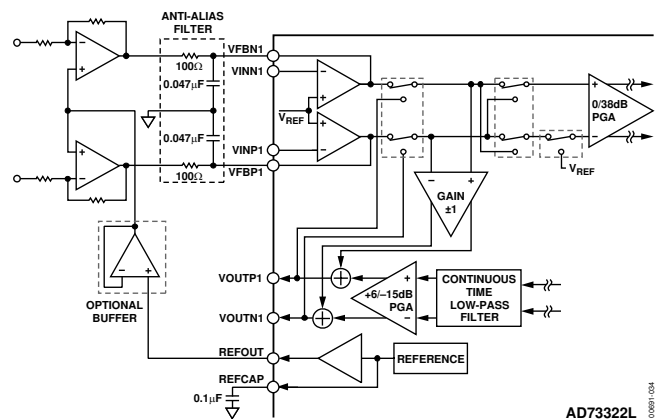 ANTI-ALIAS
FILTER
VFBN1
100Ω
VINN1
0.047μF
VREF
0/38dB
PGA
0.047μF
VINP1
100Ω
VFBP1
VREF
GAIN
±1
OPTIONAL
BUFFER
VOUTP1
+6/–15dB
PGA
CONTINUOUS
TIME
LOW-PASS
FILTER
VOUTN1
REFOUT
REFERENCE
REFCAP
0.1μF
AD73322L
00691-034